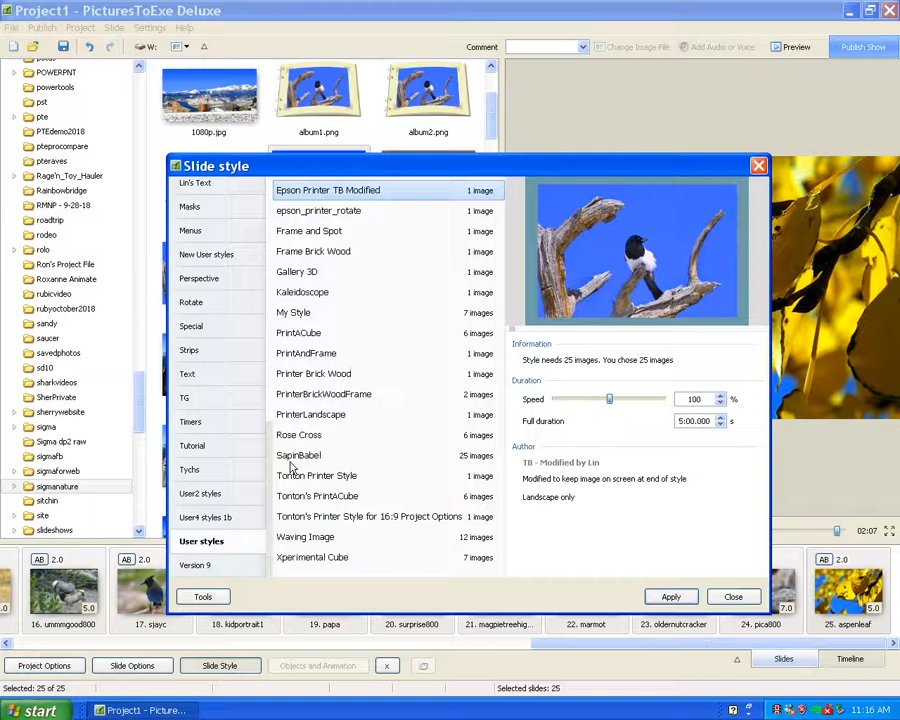 Project1 - PicturesToExe Deluxe
File Publish Project Slide Settings Help
W: Comment Change Image File Add Audio or Voice Preview Publish Show
POWERPNT
powertools
pst
pte
PTEdemo2018
pteprocompare
pteraves
Rage'n_Toy_Hauler
Rainbowbridge
RMNP - 9-28-18
roadtrip
rodeo
rolo
Ron's Project File
Roxanne Animate
rubicvideo
rubyoctober2018
sandy
saucer
savedphotos
sd10
sharkvideos
SherPrivate
sherrywebsite
sigma
Sigma dp2 raw
sigmafb
sigmaforweb
sigmanature
sitchin
site
slideshows
1080p.jpg album1.png album2.png
Slide style
Lin's Text
Masks
Menus
New User styles
Perspective
Rotate
Special
Strips
Text
TG
Timers
Tutorial
Tychs
User2 styles
User4 styles 1b
User styles
Version 9
Epson Printer TB Modified 1 image
epson_printer_rotate 1 image
Frame and Spot 1 image
Frame Brick Wood 1 image
Gallery 3D 1 image
Kaleidoscope 1 image
My Style 7 images
PrintACube 6 images
PrintAndFrame 1 image
Printer Brick Wood 1 image
PrinterBrickWoodFrame 2 images
PrinterLandscape 1 image
Rose Cross 6 images
SapinBabel 25 images
Tonton Printer Style 1 image
Tonton's PrintACube 6 images
Tonton's Printer Style for 16:9 Project Options 1 image
Waving Image 12 images
Xperimental Cube 7 images
Information
Style needs 25 images. You chose 25 images
Duration
Speed 100 %
Full duration 5:00.000 s
Author
TB - Modified by Lin
Modified to keep image on screen at end of style
Landscape only
Tools Apply Close
02:07
.0 AB 2.0 5.0 AB 2.0 7.0 AB 2.0 5.0
16. ummmgood800 17. sjayc 18. kidportrait1 19. papa 20. surprise800 21. magpietreehig... 22. marmot 23. oldernutcracker 24. pica800 25. aspenleaf
Project Options Slide Options Slide Style Objects and Animation x Slides Timeline
Selected: 25 of 25 Selected slides: 25
start Project1 - Picture... ? 11:16 AM